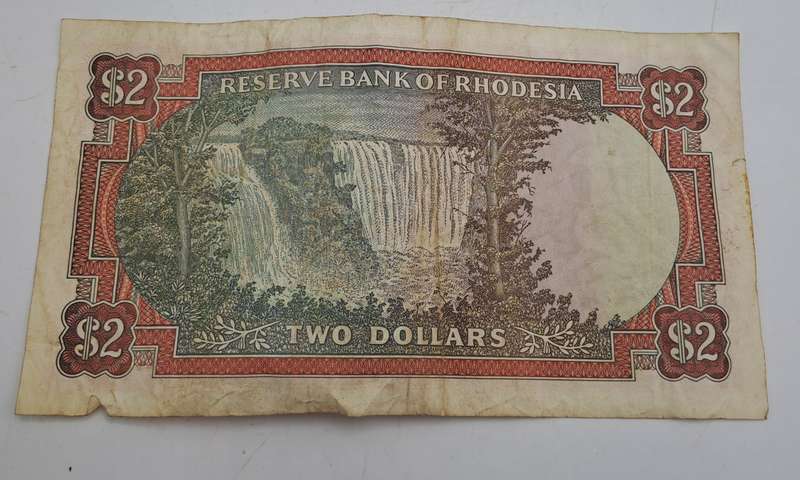 $2 $2
RESERVE BANK OF RHODESIA
$2 TWO DOLLARS $2